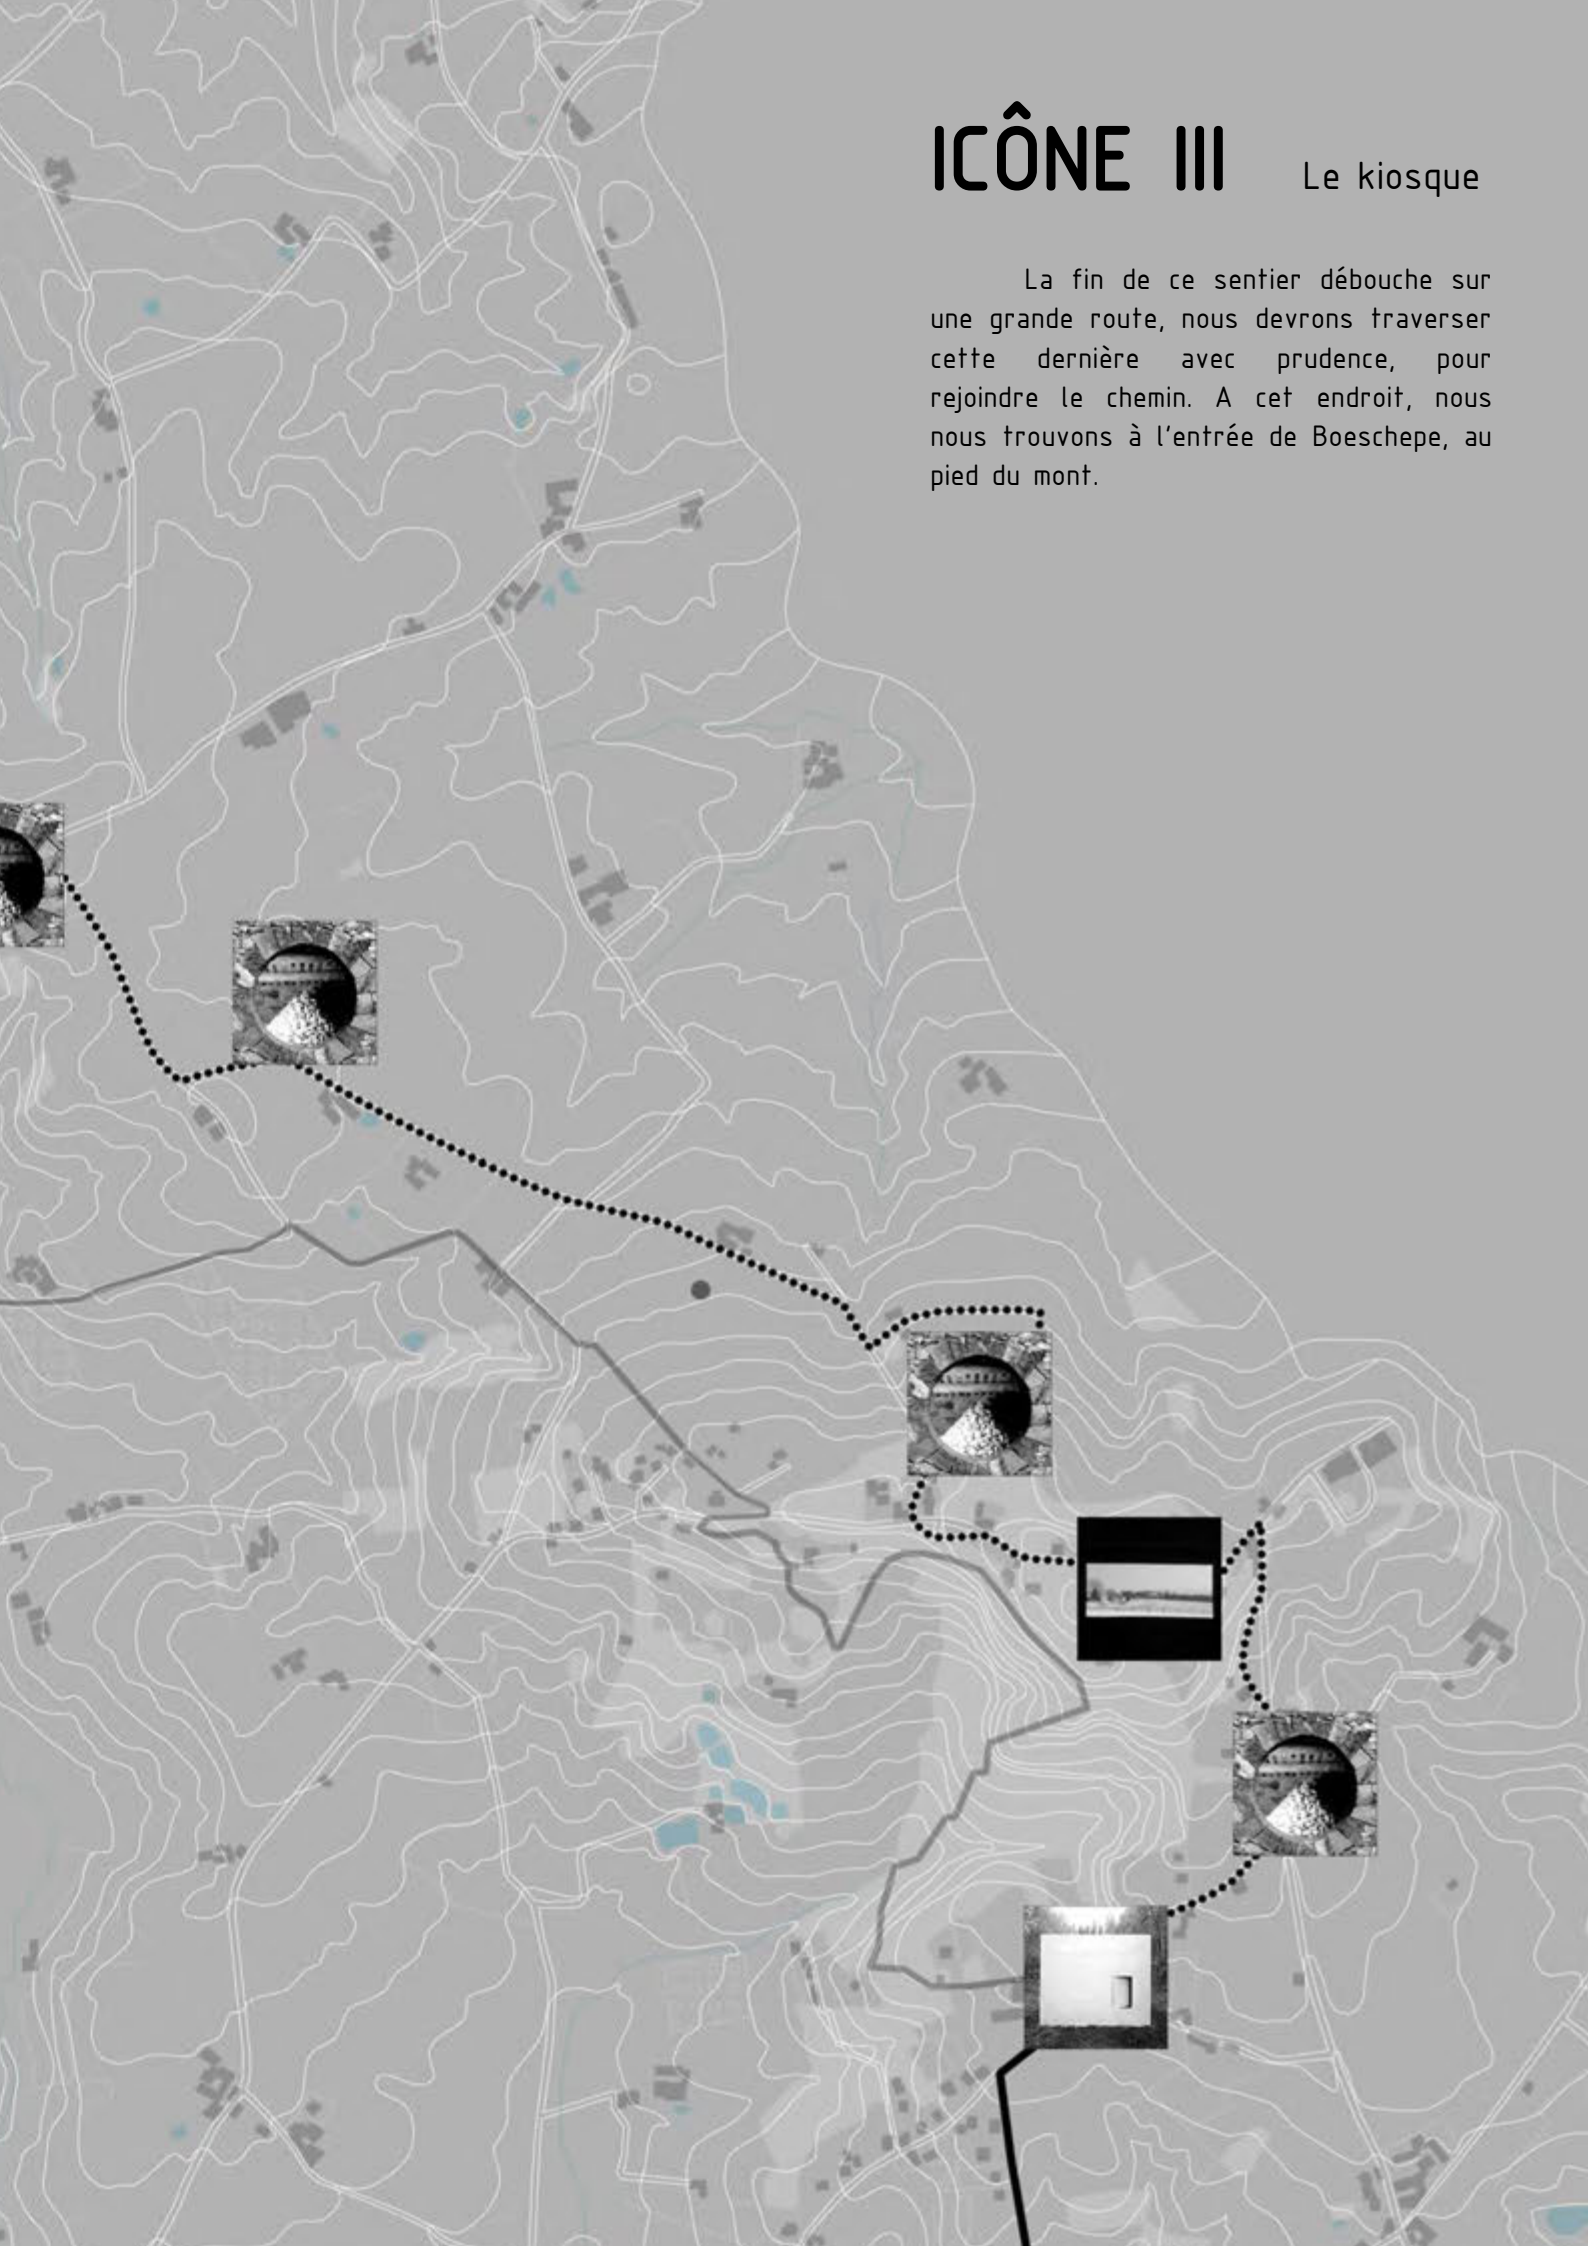 ICÔNE III Le kiosque
La fin de ce sentier débouche sur
une grande route, nous devrons traverser
cette dernière avec prudence, pour
rejoindre le chemin. A cet endroit, nous
nous trouvons à l'entrée de Boeschepe, au
pied du mont.